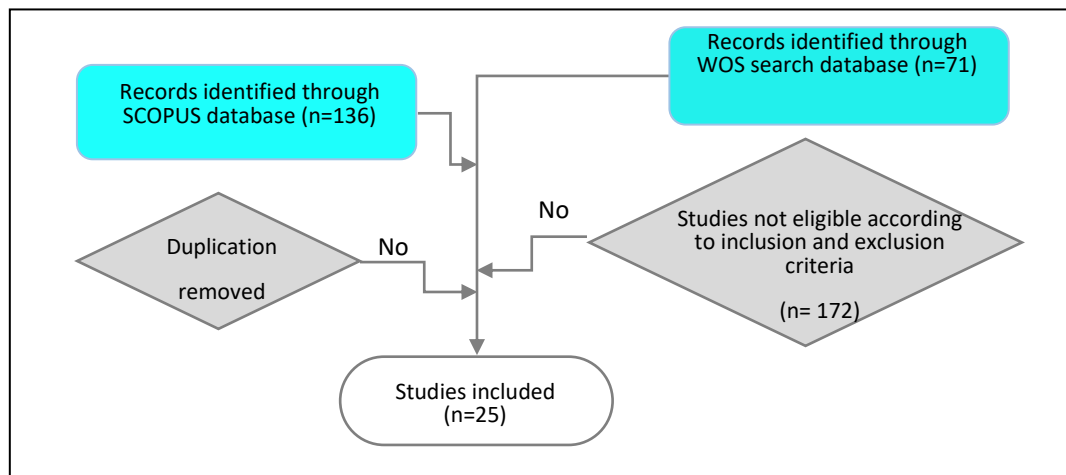 Records identified through
WOS search database (n=71)
Records identified through
SCOPUS database (n=136)
No
Studies not eligible according
to inclusion and exclusion
criteria
(n= 172)
Duplication
removed
No
Studies included
(n=25)